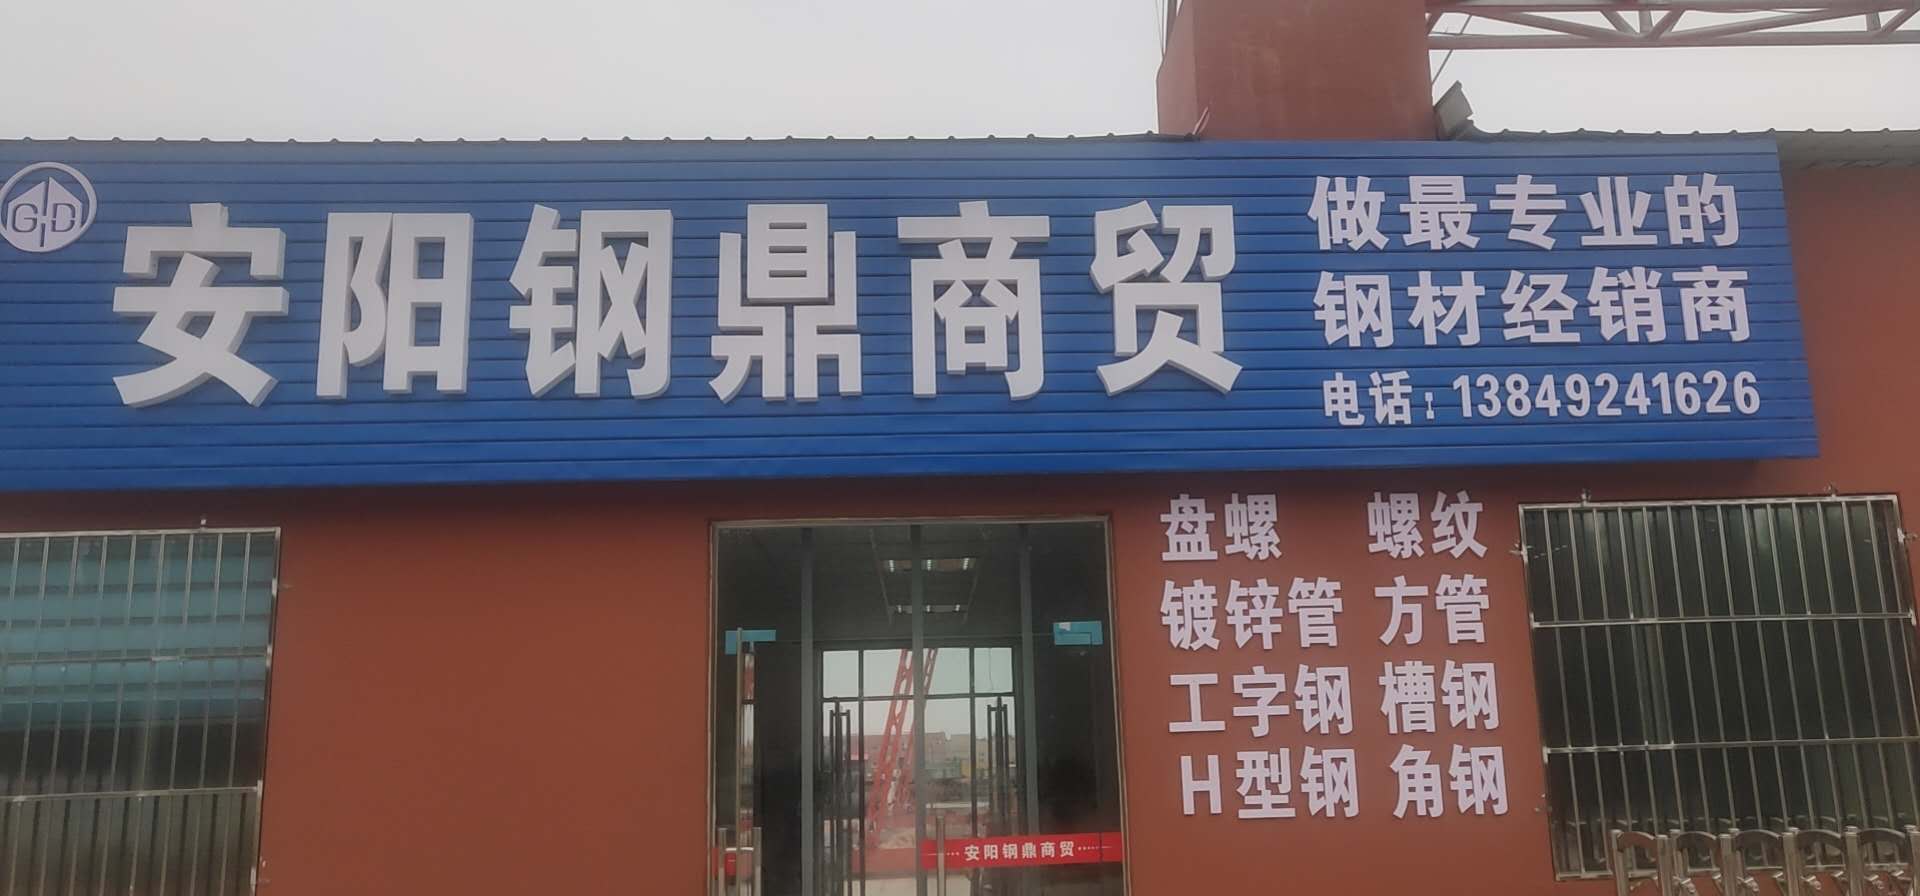 GD
安阳钢鼎商贸
做最专业的
钢材经销商
电话：13849241626
盘螺 螺纹
镀锌管 方管
工字钢 槽钢
H型钢 角钢
安阳钢鼎商贸